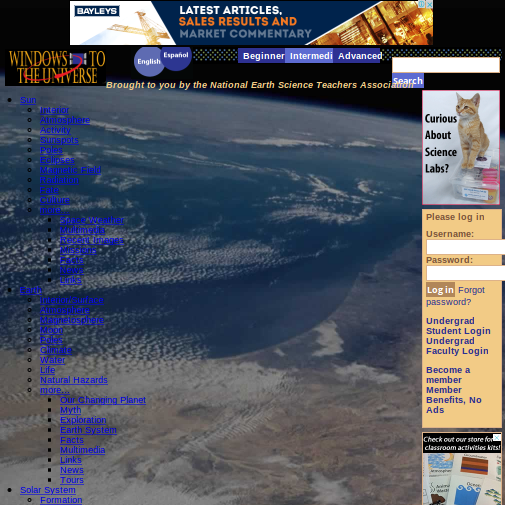 BAYLEYS
LATEST ARTICLES,
SALES RESULTS AND
MARKET COMMENTARY
WINDOWS TO
THE UNIVERSE
English
Español
Beginner Intermedi Advanced
Search
Brought to you by the National Earth Science Teachers Association
Sun
Interior
Atmosphere
Activity
Sunspots
Poles
Eclipses
Magnetic Field
Radiation
Culture
more...
Space Weather
Multimedia
Recent Images
Missions
Facts
News
Links
Earth
Interior Surface
Atmosphere
Magnetosphere
Moon
Poles
Climate
Water
Life
Natural Hazards
more...
Our Changing Planet
Myth
Exploration
Earth System
Facts
Multimedia
Links
News
Tours
Solar System
Formation
Curious
About
Science
Labs?
Please log in
Username:
Password:
Log in Forgot
password?
Undergrad
Student Login
Undergrad
Faculty Login
Become a
member
Member
Benefits, No
Ads
Check out our store for
classroom activities kits!